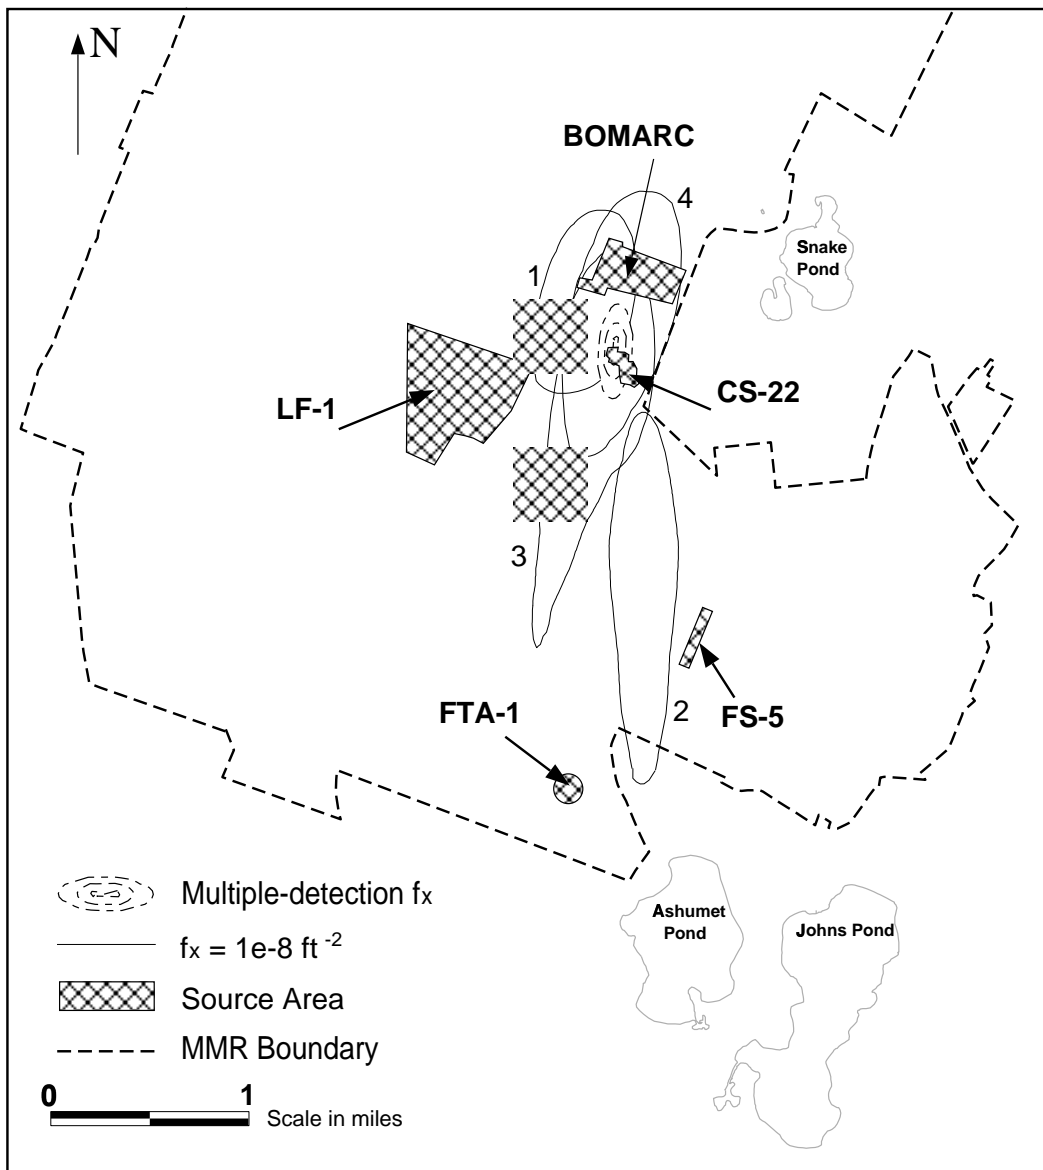 N
BOMARC
4
Snake
Pond
1
LF-1
CS-22
3
FTA-1
2
FS-5
Multiple-detection fx
fx = 1e-8 ft -2
Source Area
MMR Boundary
0 1
Scale in miles
Ashumet
Pond
Johns Pond